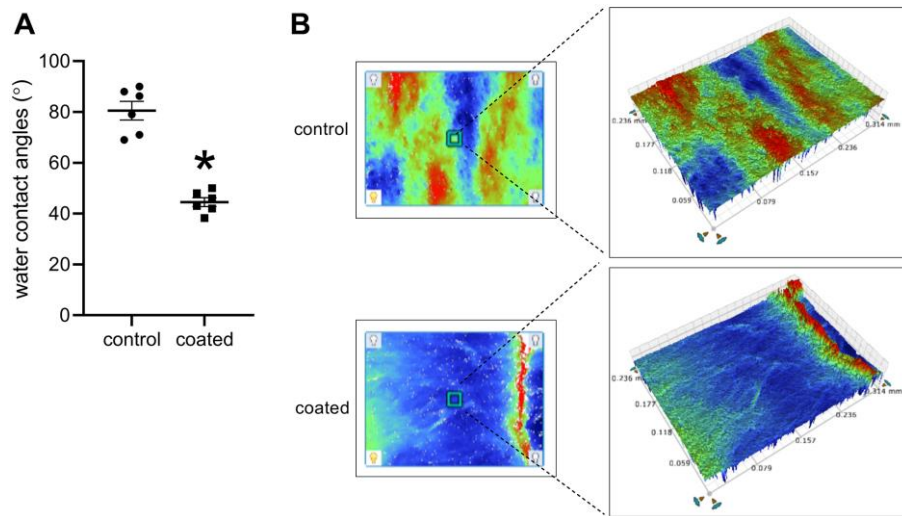 A
B
water contact angles (°)
100
80
60
40
20
0
*
control
coated
control
0.236 mm
0.177
0.118
0.059
0.079
0.157
0.236
0.314 mm
coated
0.236 mm
0.177
0.118
0.059
0.079
0.157
0.236
0.314 mm